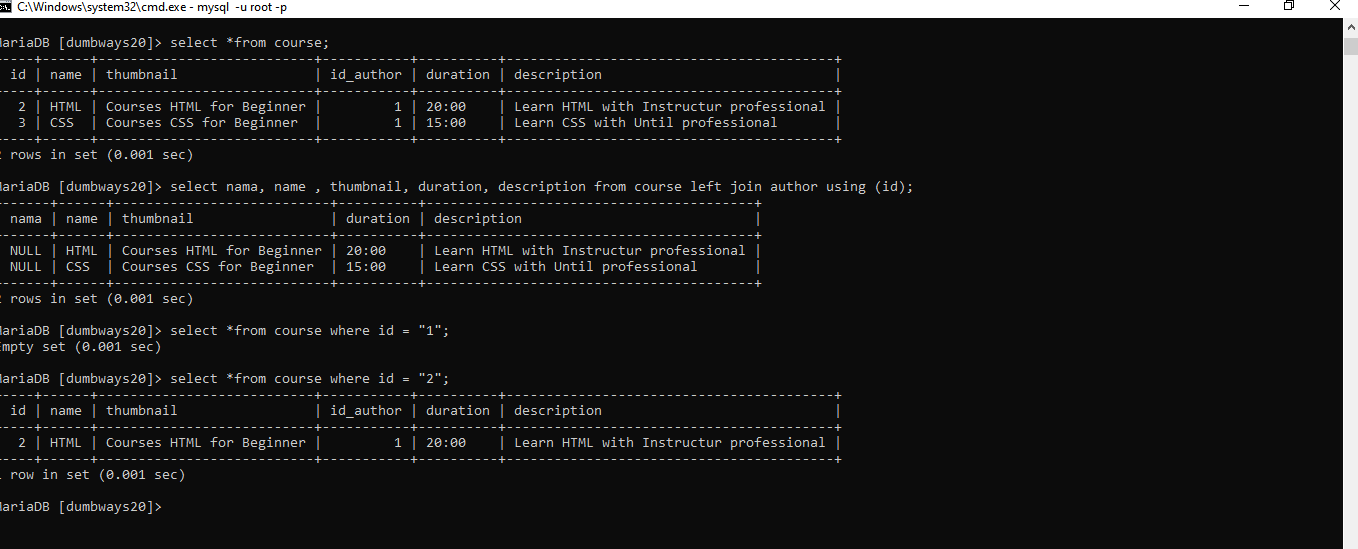 C:\Windows\system32\cmd.exe - mysql -u root -p
ariaDB [dumbways20]> select *from course;
id | name | thumbnail | id_author | duration | description |
2 | HTML | Courses HTML for Beginner | 1 | 20:00 | Learn HTML with Instructur professional |
3 | CSS | Courses CSS for Beginner | 1 | 15:00 | Learn CSS with Until professional |
rows in set (0.001 sec)
ariaDB [dumbways20]> select nama, name , thumbnail, duration, description from course left join author using (id);
nama | name | thumbnail | duration | description |
NULL | HTML | Courses HTML for Beginner | 20:00 | Learn HTML with Instructur professional |
NULL | CSS | Courses CSS for Beginner | 15:00 | Learn CSS with Until professional |
rows in set (0.001 sec)
ariaDB [dumbways20]> select *from course where id = "1";
mpty set (0.001 sec)
ariaDB [dumbways20]> select *from course where id = "2";
id | name | thumbnail | id_author | duration | description |
2 | HTML | Courses HTML for Beginner | 1 | 20:00 | Learn HTML with Instructur professional |
row in set (0.001 sec)
ariaDB [dumbways20]>